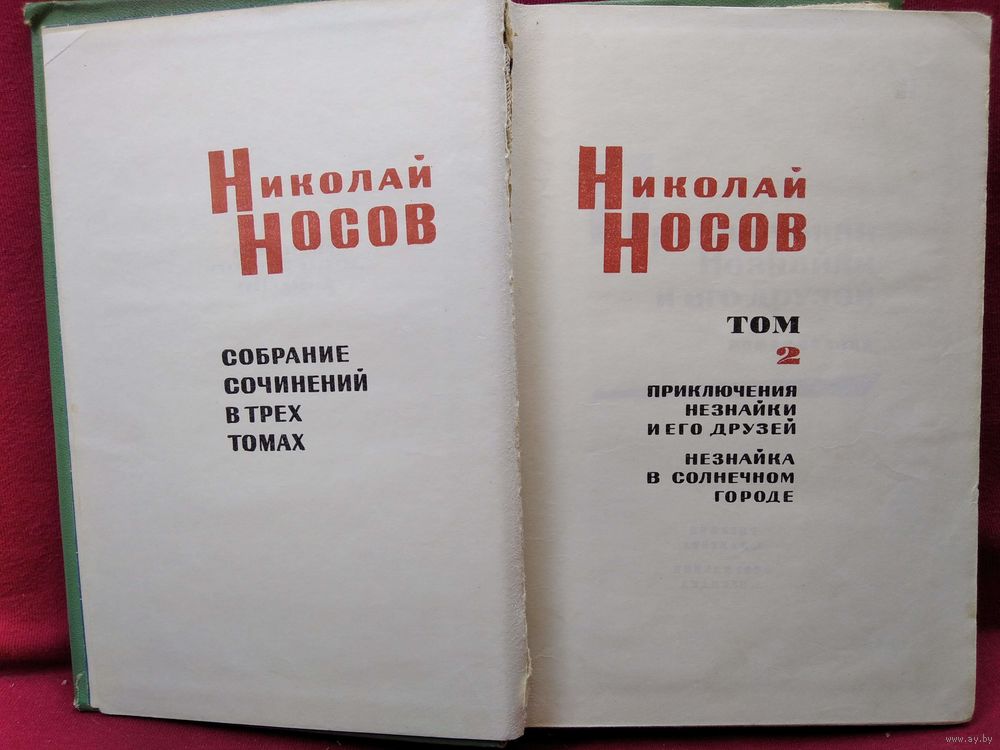 Николай
Носов
СОБРАНИЕ
СОЧИНЕНИЙ
В ТРЕХ
ТОМАХ
Николай
Носов
ТОМ
2
ПРИКЛЮЧЕНИЯ
НЕЗНАЙКИ
И ЕГО ДРУЗЕЙ
НЕЗНАЙКА
В СОЛНЕЧНОМ
ГОРОДЕ
www.ay.by